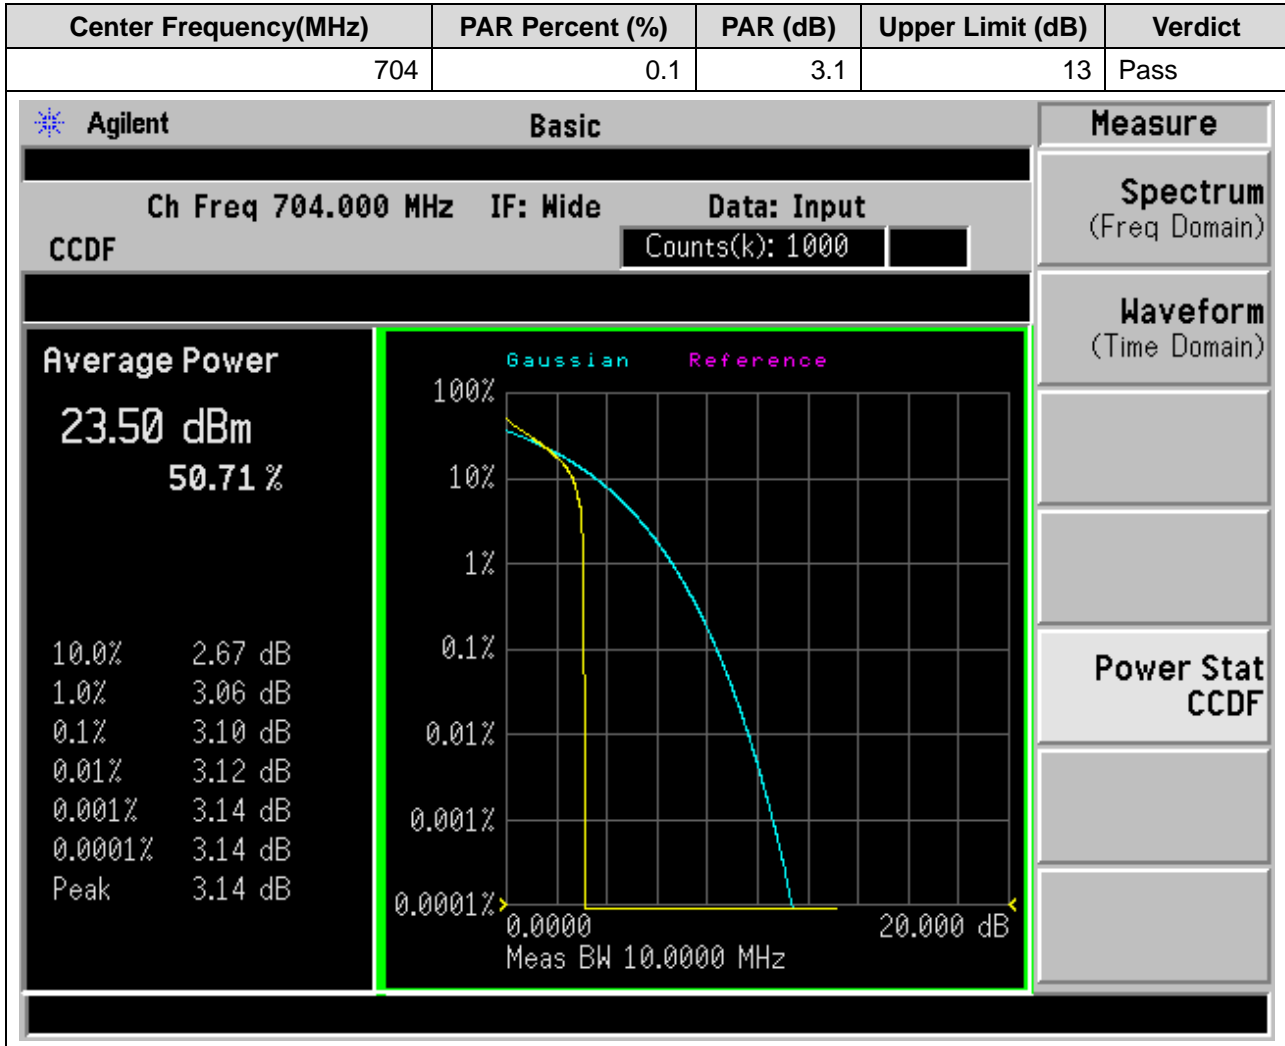 Center Frequency(MHz) PAR Percent (%) PAR (dB) Upper Limit (dB) Verdict
704 0.1 3.1 13 Pass
Agilent Basic Measure
Ch Freq 704.000 MHz IF: Wide Data: Input
CCDF Counts(k): 1000
Spectrum
(Freq Domain)
Waveform
(Time Domain)
Power Stat
CCDF
Average Power
23.50 dBm
50.71 %
10.0% 2.67 dB
1.0% 3.06 dB
0.1% 3.10 dB
0.01% 3.12 dB
0.001% 3.14 dB
0.0001% 3.14 dB
Peak 3.14 dB
Gaussian Reference
100%
10%
1%
0.1%
0.01%
0.001%
0.0001%
0.0000 20.000 dB
Meas BW 10.0000 MHz